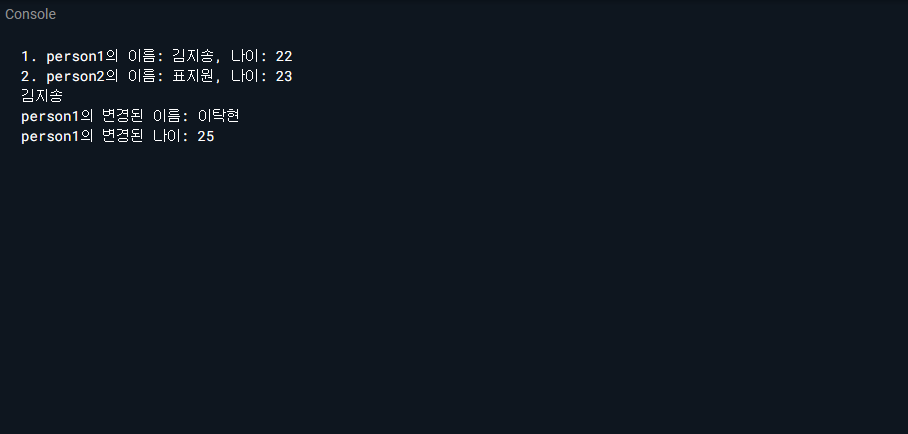 Console
1. person1의 이름: 김지송, 나이: 22
2. person2의 이름: 표지원, 나이: 23
김지송
person1의 변경된 이름: 이탁현
person1의 변경된 나이: 25